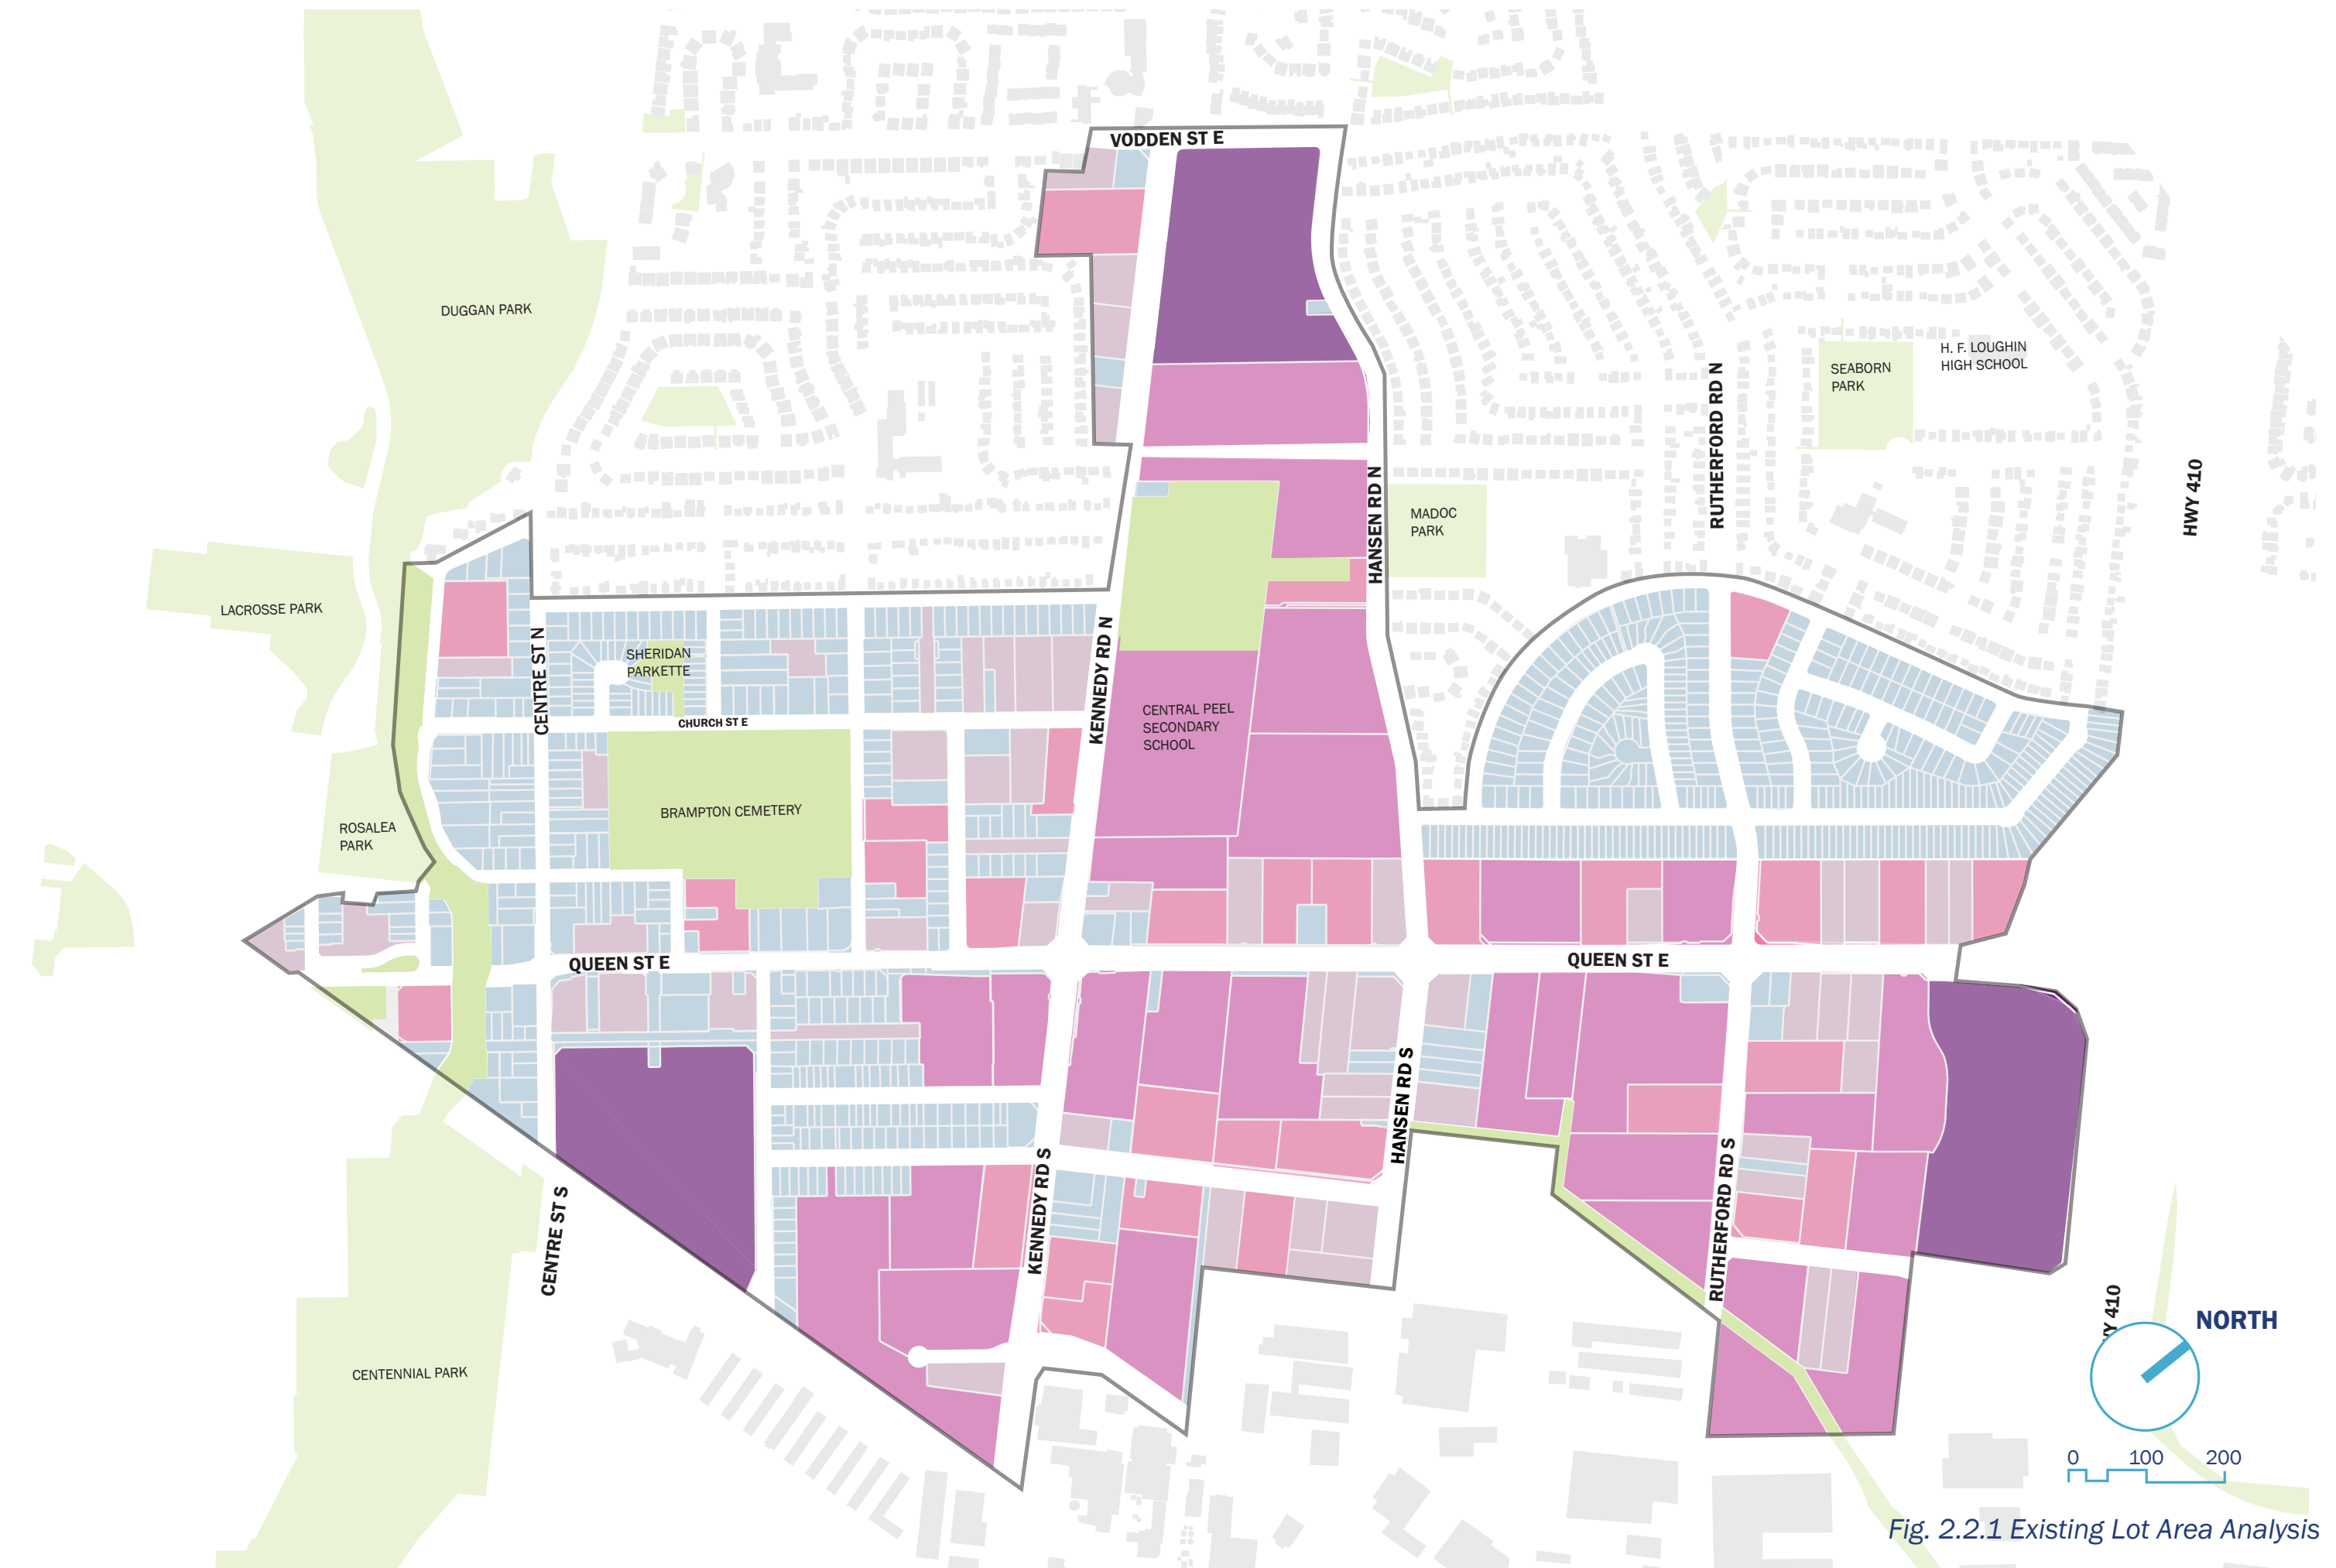 VODDEN ST E
DUGGAN PARK
H. F. LOUGHIN
HIGH SCHOOL
SEABORN
PARK
RUTHERFORD RD N
HWY 410
HANSEN RD N
MADOC
PARK
LACROSSE PARK
CENTRE ST N
SHERIDAN
PARKETTE
KENNEDY RD N
CHURCH ST E
CENTRAL PEEL
SECONDARY
SCHOOL
BRAMPTON CEMETERY
ROSALEA
PARK
QUEEN ST E
QUEEN ST E
HANSEN RD S
KENNEDY RD S
RUTHERFORD RD S
CENTRE ST S
CENTENNIAL PARK
Y 410
NORTH
0 100 200
Fig. 2.2.1 Existing Lot Area Analysis